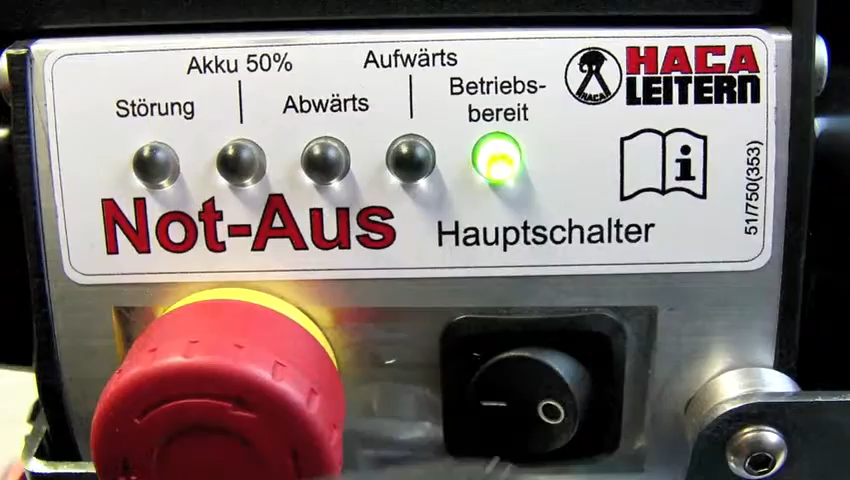 Akku 50%
Aufwärts
Störung
Abwärts
Betriebs-
bereit
HACA
LEITERN
HACA
i
51/750(353)
Not-Aus
Hauptschalter